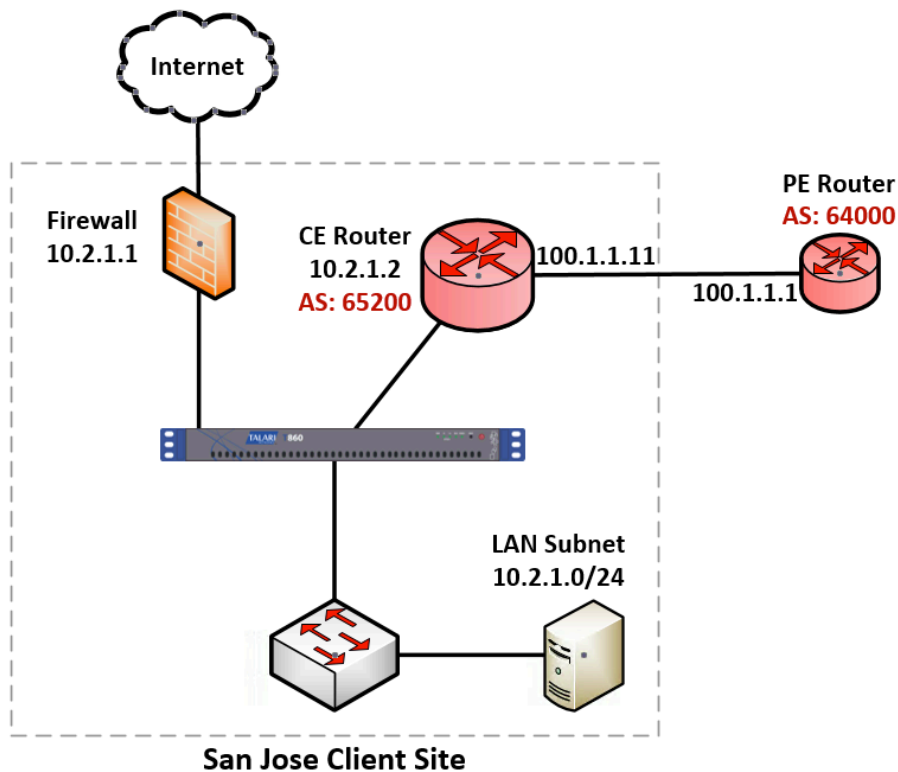 Internet
Firewall
10.2.1.1
CE Router
10.2.1.2
AS: 65200
100.1.1.11
PE Router
AS: 64000
100.1.1.1
TALARI 860
LAN Subnet
10.2.1.0/24
San Jose Client Site